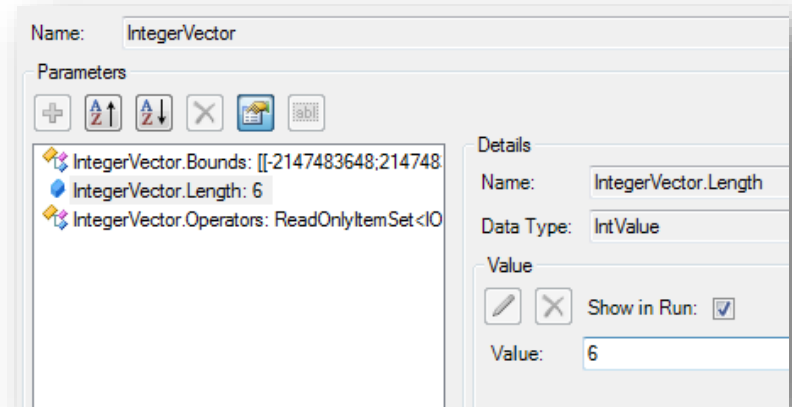 Name: IntegerVector
Parameters
IntegerVector.Bounds: [[-2147483648;214748
IntegerVector.Length: 6
IntegerVector.Operators: ReadOnlyItemSet<IO
Details
Name: IntegerVector.Length
Data Type: IntValue
Value
Show in Run:
Value: 6